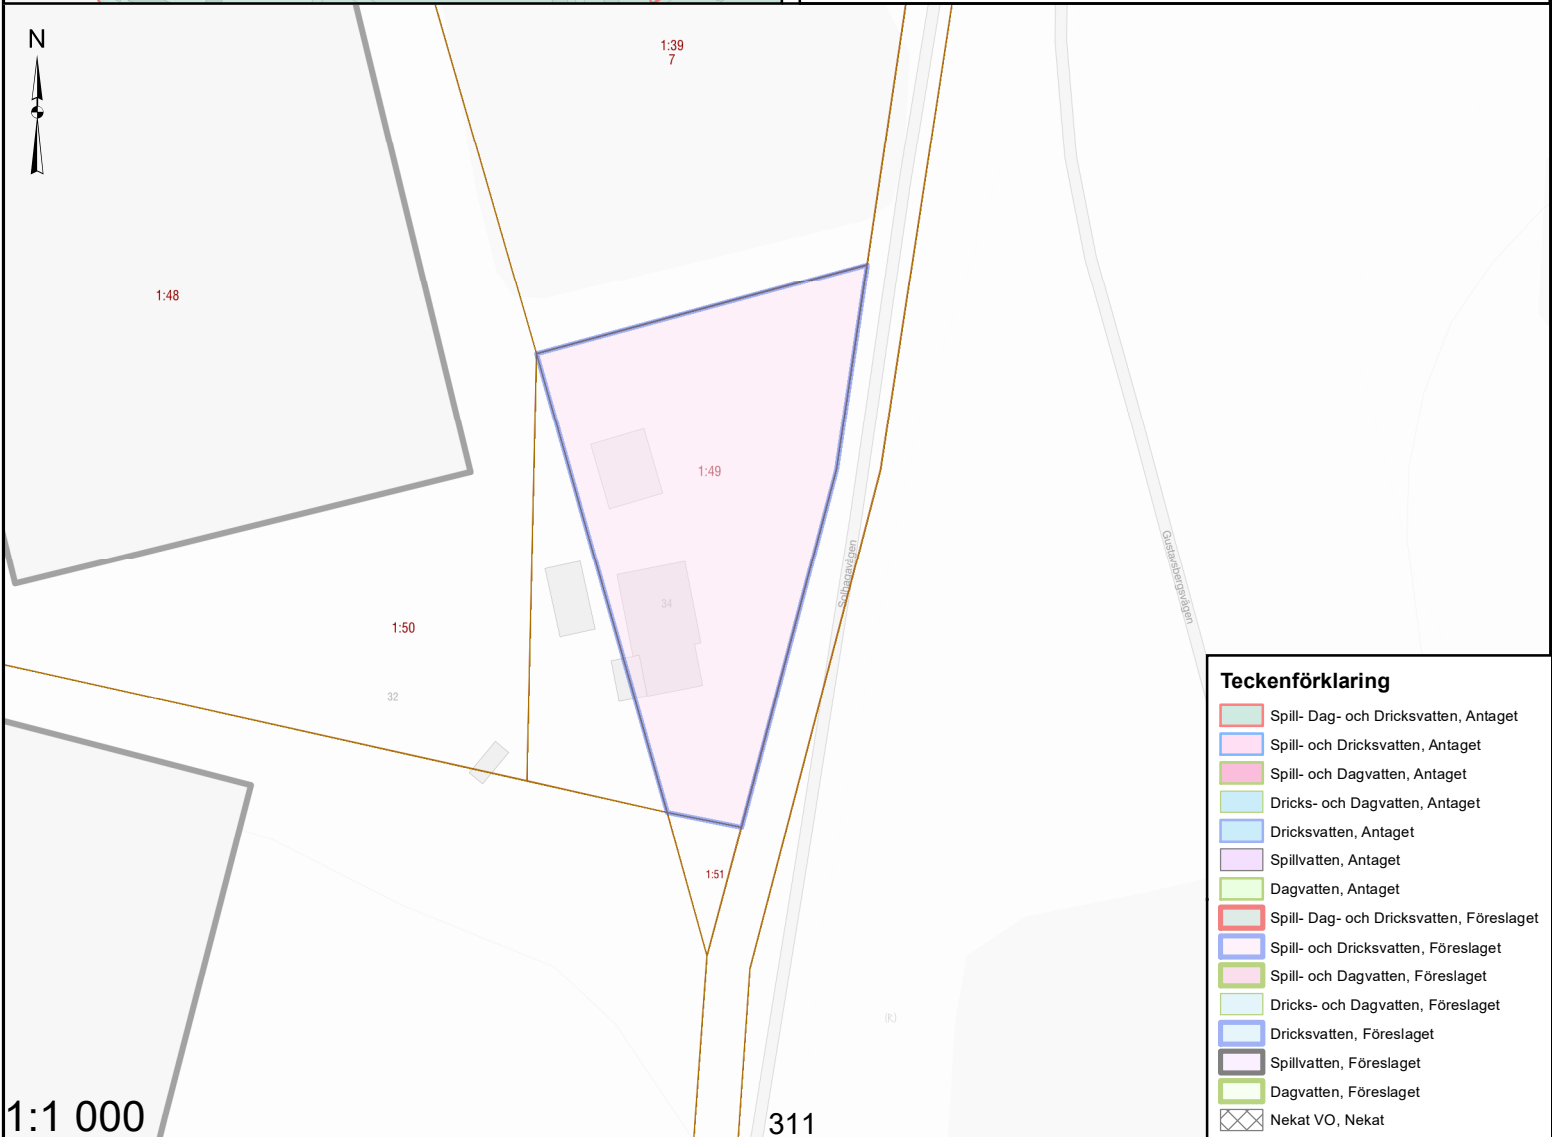 N
1:39
7
1:48
1:49
34
1:50
32
1:51
Solhagavägen
Gustavsbergsvägen
(k)
311
1:1 000
Teckenförklaring
Spill- Dag- och Dricksvatten, Antaget
Spill- och Dricksvatten, Antaget
Spill- och Dagvatten, Antaget
Dricks- och Dagvatten, Antaget
Dricksvatten, Antaget
Spillvatten, Antaget
Dagvatten, Antaget
Spill- Dag- och Dricksvatten, Föreslaget
Spill- och Dricksvatten, Föreslaget
Spill- och Dagvatten, Föreslaget
Dricks- och Dagvatten, Föreslaget
Dricksvatten, Föreslaget
Spillvatten, Föreslaget
Dagvatten, Föreslaget
Nekat VO, Nekat